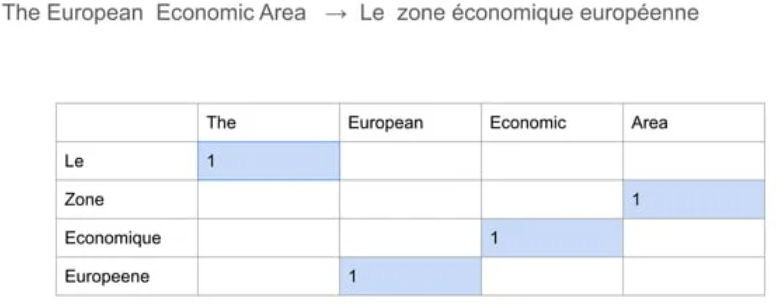 The European Economic Area → Le zone économique européenne
The European Economic Area
Le 1
Zone 1
Economique 1
Europeene 1